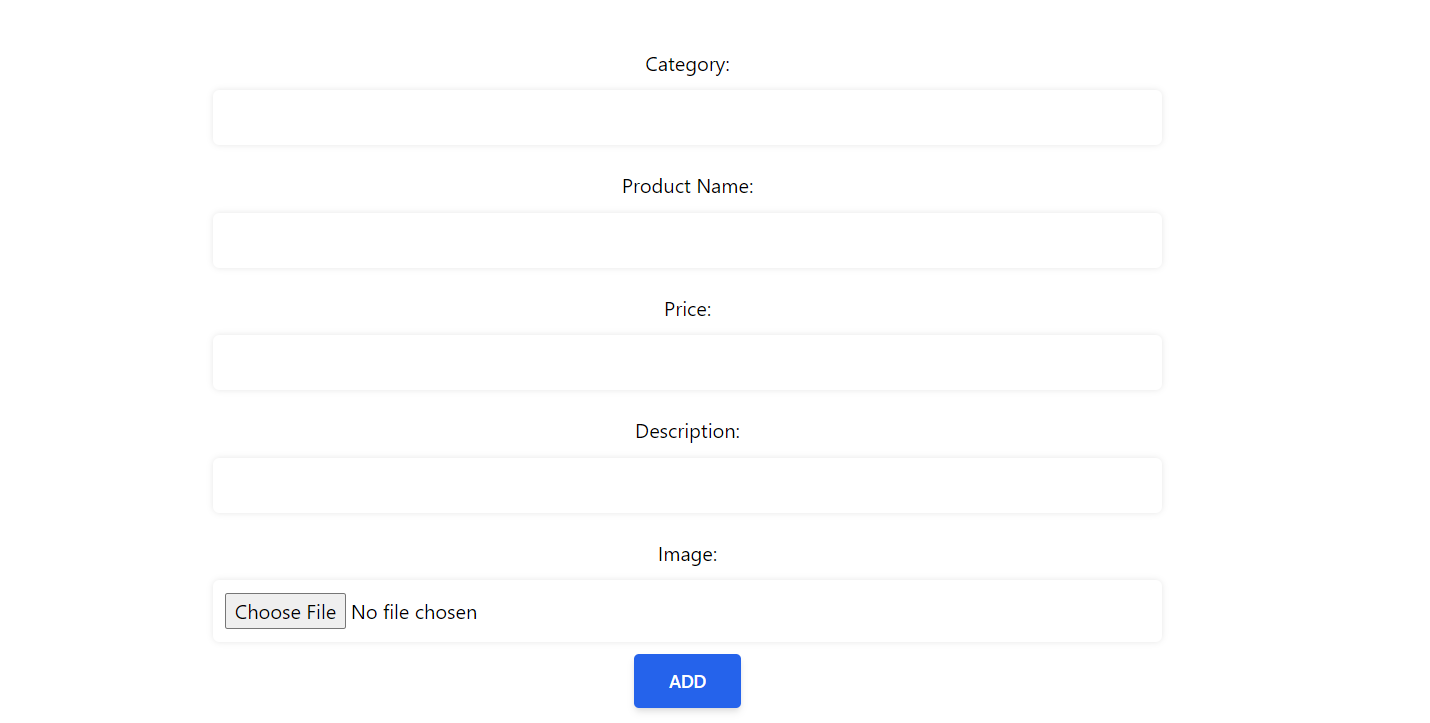 Category:
Product Name:
Price:
Description:
Image:
Choose File No file chosen
ADD